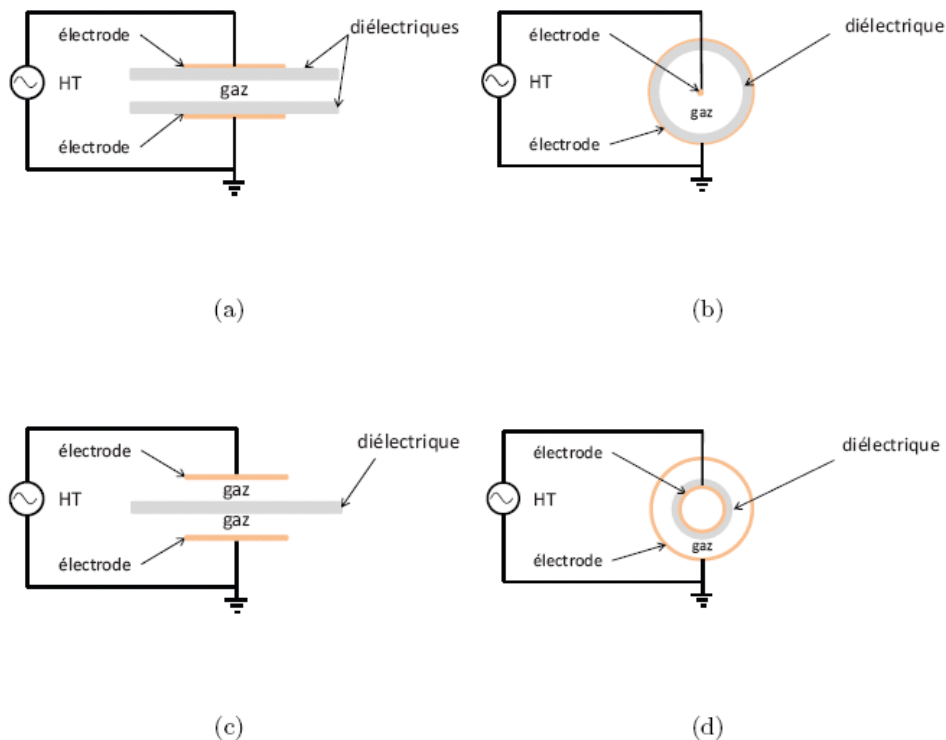 électrode
diélectriques
HT
gaz
électrode
(a)
électrode
diélectrique
HT
gaz
électrode
(b)
électrode
diélectrique
gaz
HT
gaz
électrode
(c)
électrode
diélectrique
HT
gaz
électrode
(d)